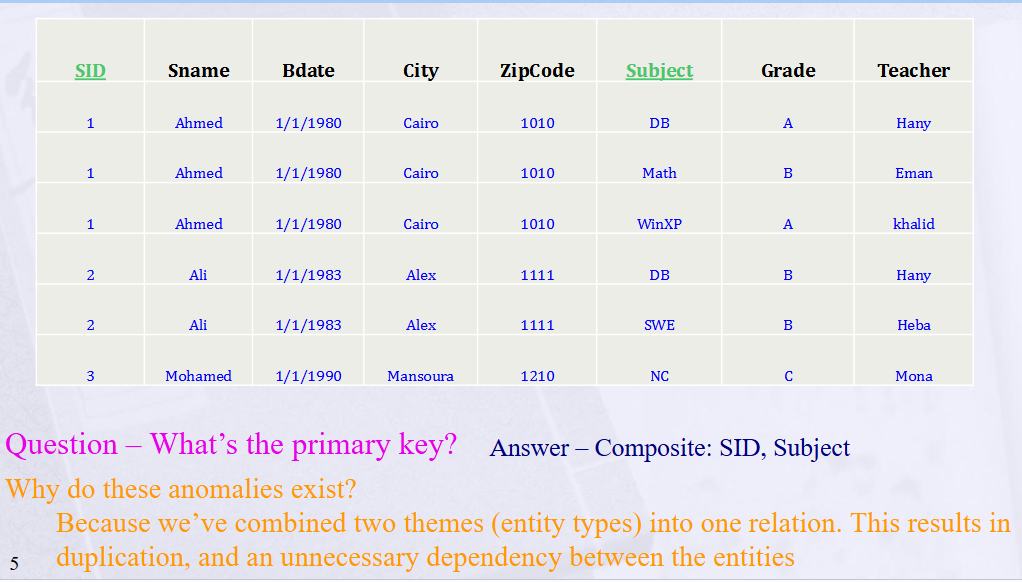 SID Sname Bdate City ZipCode Subject Grade Teacher
1 Ahmed 1/1/1980 Cairo 1010 DB A Hany
1 Ahmed 1/1/1980 Cairo 1010 Math B Eman
1 Ahmed 1/1/1980 Cairo 1010 WinXP A khalid
2 Ali 1/1/1983 Alex 1111 DB B Hany
2 Ali 1/1/1983 Alex 1111 SWE B Heba
3 Mohamed 1/1/1990 Mansoura 1210 NC C Mona
Question – What’s the primary key? Answer – Composite: SID, Subject
Why do these anomalies exist?
Because we’ve combined two themes (entity types) into one relation. This results in
duplication, and an unnecessary dependency between the entities
5